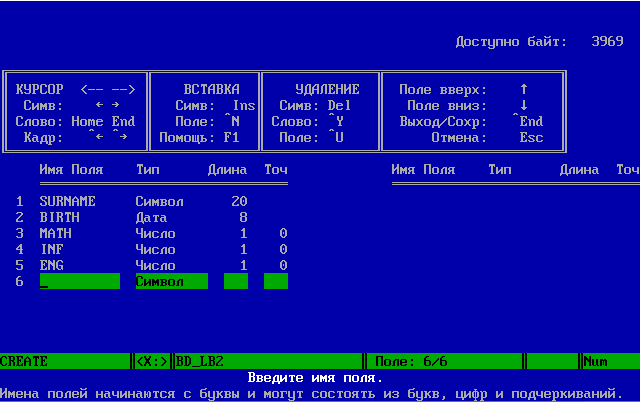 Доступно байт: 3969
КУРСОР <-- --> ВСТАВКА УДАЛЕНИЕ Поле вверх: ↑
Симв: ← → Симв: Ins Симв: Del Поле вниз: ↓
Слово: Home End Поле: ^N Слово: ^Y Выход/Сохр: ^End
Кадр: ^← ^→ Помощь: F1 Поле: ^U Отмена: Esc
Имя Поля Тип Длина Точ Имя Поля Тип Длина Точ
1 SURNAME Символ 20
2 BIRTH Дата 8
3 MATH Число 1 0
4 INF Число 1 0
5 ENG Число 1 0
6 _ Символ
CREATE <X:> BD_LB2 Поле: 6/6 Num
Введите имя поля.
Имена полей начинаются с буквы и могут состоять из букв, цифр и подчеркиваний.